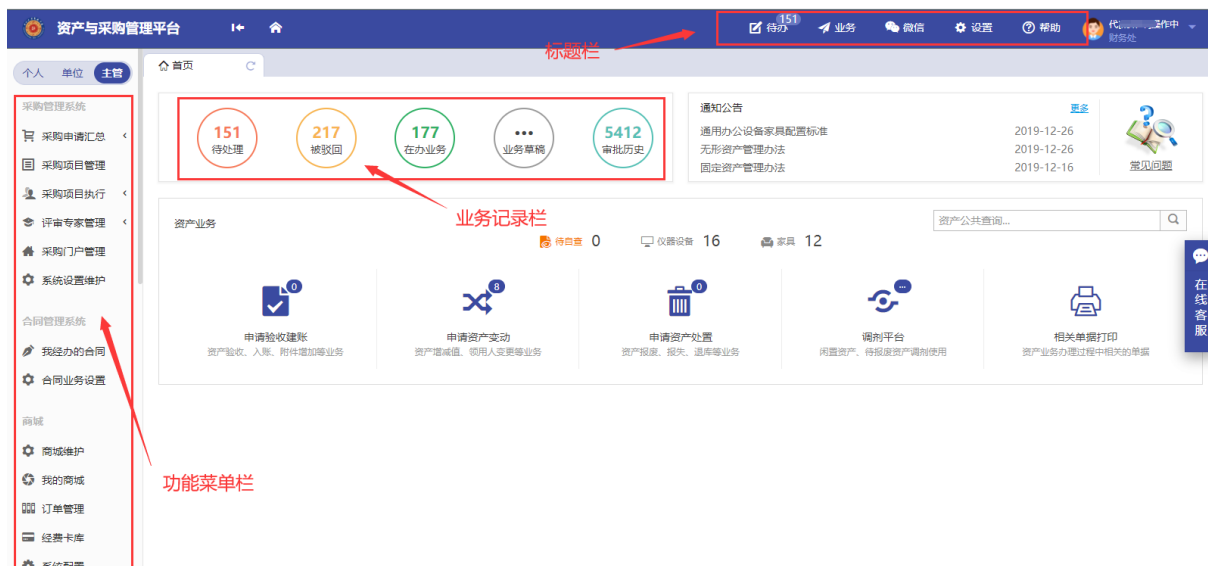 资产与采购管理平台
待办 151
业务
微信
设置
帮助
财务处
标题栏
个人 单位 主管
首页
采购管理系统
采购申请汇总
采购项目管理
采购项目执行
评审专家管理
采购门户管理
系统设置维护
合同管理系统
我经办的合同
合同业务设置
商城
商城维护
我的商城
订单管理
经费卡库
系统配置
功能菜单栏
151
待处理
217
被驳回
177
在办业务
•••
业务草稿
5412
审批历史
业务记录栏
通知公告 更多
通用办公设备家具配置标准 2019-12-26
无形资产管理办法 2019-12-26
固定资产管理办法 2019-12-16
常见问题
资产业务
资产公共查询...
待自查 0
仪器设备 16
家具 12
0
申请验收建账
资产验收、入账、附件增加等业务
8
申请资产变动
资产增减值、领用人变更等业务
0
申请资产处置
资产报废、报失、退库等业务
调剂平台
闲置资产、待报废资产调剂使用
相关单据打印
资产业务办理过程中相关的单据
在线客服